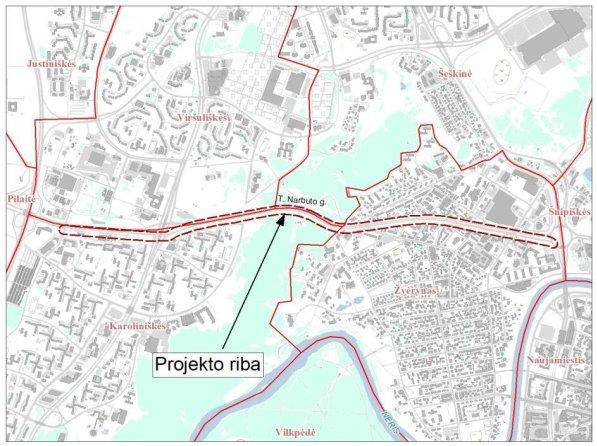 Justiniškės
Šeškinė
Viršuliškės
Pilaitė
T. Narbuto g.
Šnipiškės
Žvėrynas
Karoliniškės
Projekto riba
Naujamiestis
NERIS
Vilkpėdė